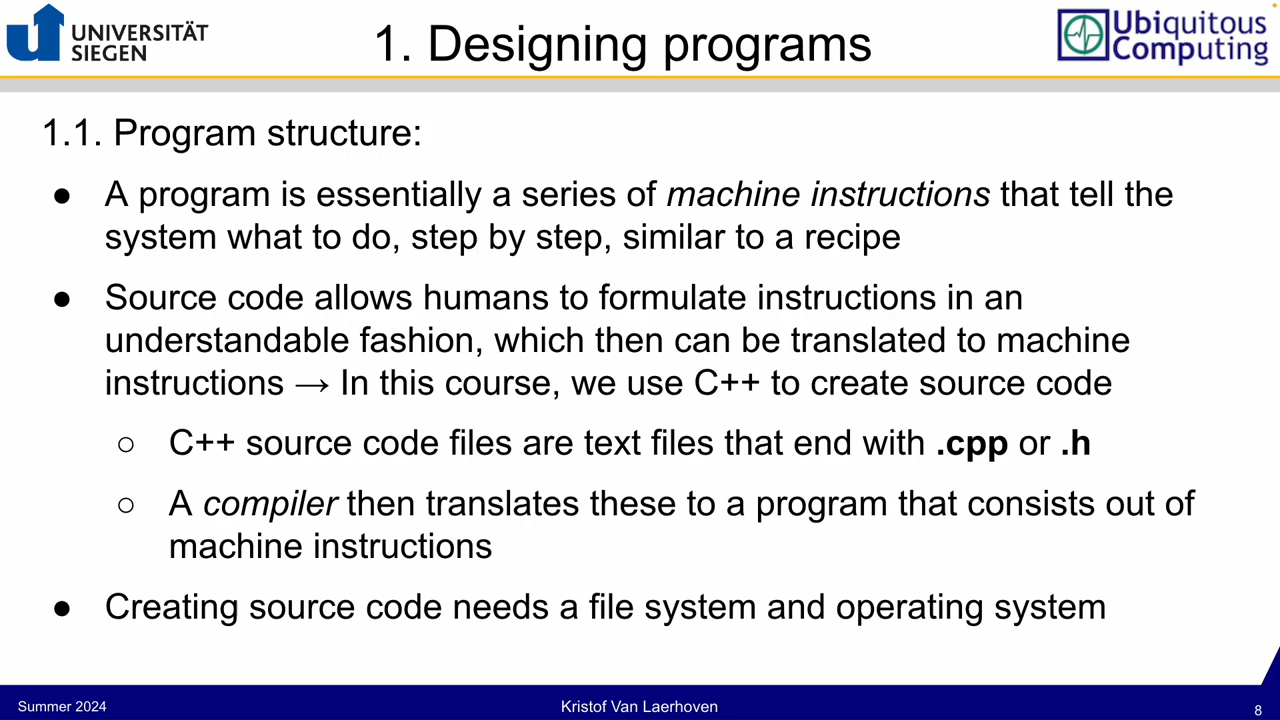 UNIVERSITÄT
SIEGEN
1. Designing programs
Ubiquitous
Computing
1.1. Program structure:
● A program is essentially a series of machine instructions that tell the
system what to do, step by step, similar to a recipe
● Source code allows humans to formulate instructions in an
understandable fashion, which then can be translated to machine
instructions → In this course, we use C++ to create source code
○ C++ source code files are text files that end with .cpp or .h
○ A compiler then translates these to a program that consists out of
machine instructions
● Creating source code needs a file system and operating system
Summer 2024
Kristof Van Laerhoven
8